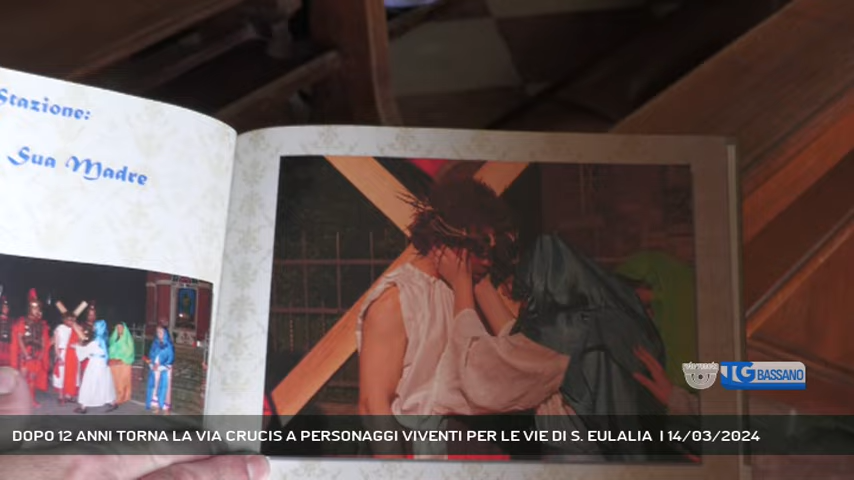 Stazione:
Sua Madre
TG BASSANO
DOPO 12 ANNI TORNA LA VIA CRUCIS A PERSONAGGI VIVENTI PER LE VIE DI S. EULALIA | 14/03/2024